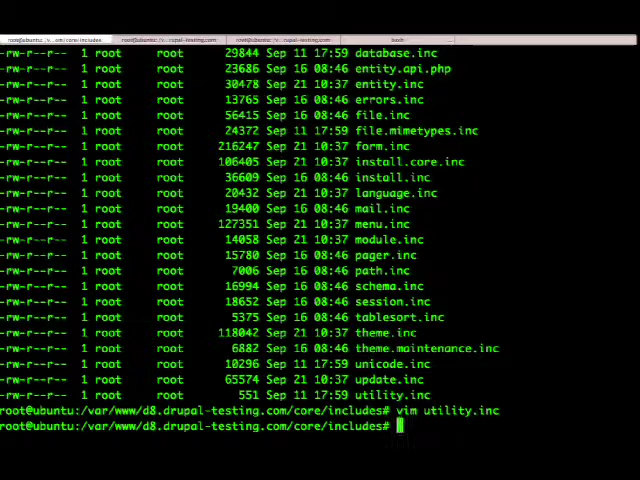 root@ubuntu: /v...om/core/includes root@ubuntu: /v...rupal-testing.com root@ubuntu: /v...rupal-testing.com bash
-rw-r--r-- 1 root root 29844 Sep 11 17:59 database.inc
-rw-r--r-- 1 root root 23686 Sep 16 08:46 entity.api.php
-rw-r--r-- 1 root root 30478 Sep 21 10:37 entity.inc
-rw-r--r-- 1 root root 13765 Sep 16 08:46 errors.inc
-rw-r--r-- 1 root root 56415 Sep 16 08:46 file.inc
-rw-r--r-- 1 root root 24372 Sep 11 17:59 file.mimetypes.inc
-rw-r--r-- 1 root root 216247 Sep 21 10:37 form.inc
-rw-r--r-- 1 root root 106405 Sep 21 10:37 install.core.inc
-rw-r--r-- 1 root root 36609 Sep 16 08:46 install.inc
-rw-r--r-- 1 root root 20432 Sep 21 10:37 language.inc
-rw-r--r-- 1 root root 19400 Sep 16 08:46 mail.inc
-rw-r--r-- 1 root root 127351 Sep 21 10:37 menu.inc
-rw-r--r-- 1 root root 14058 Sep 21 10:37 module.inc
-rw-r--r-- 1 root root 15780 Sep 16 08:46 pager.inc
-rw-r--r-- 1 root root 7006 Sep 16 08:46 path.inc
-rw-r--r-- 1 root root 16994 Sep 16 08:46 schema.inc
-rw-r--r-- 1 root root 18652 Sep 16 08:46 session.inc
-rw-r--r-- 1 root root 5375 Sep 16 08:46 tablesort.inc
-rw-r--r-- 1 root root 118042 Sep 21 10:37 theme.inc
-rw-r--r-- 1 root root 6882 Sep 16 08:46 theme.maintenance.inc
-rw-r--r-- 1 root root 10296 Sep 11 17:59 unicode.inc
-rw-r--r-- 1 root root 65574 Sep 21 10:37 update.inc
-rw-r--r-- 1 root root 551 Sep 11 17:59 utility.inc
root@ubuntu:/var/www/d8.drupal-testing.com/core/includes# vim utility.inc
root@ubuntu:/var/www/d8.drupal-testing.com/core/includes#